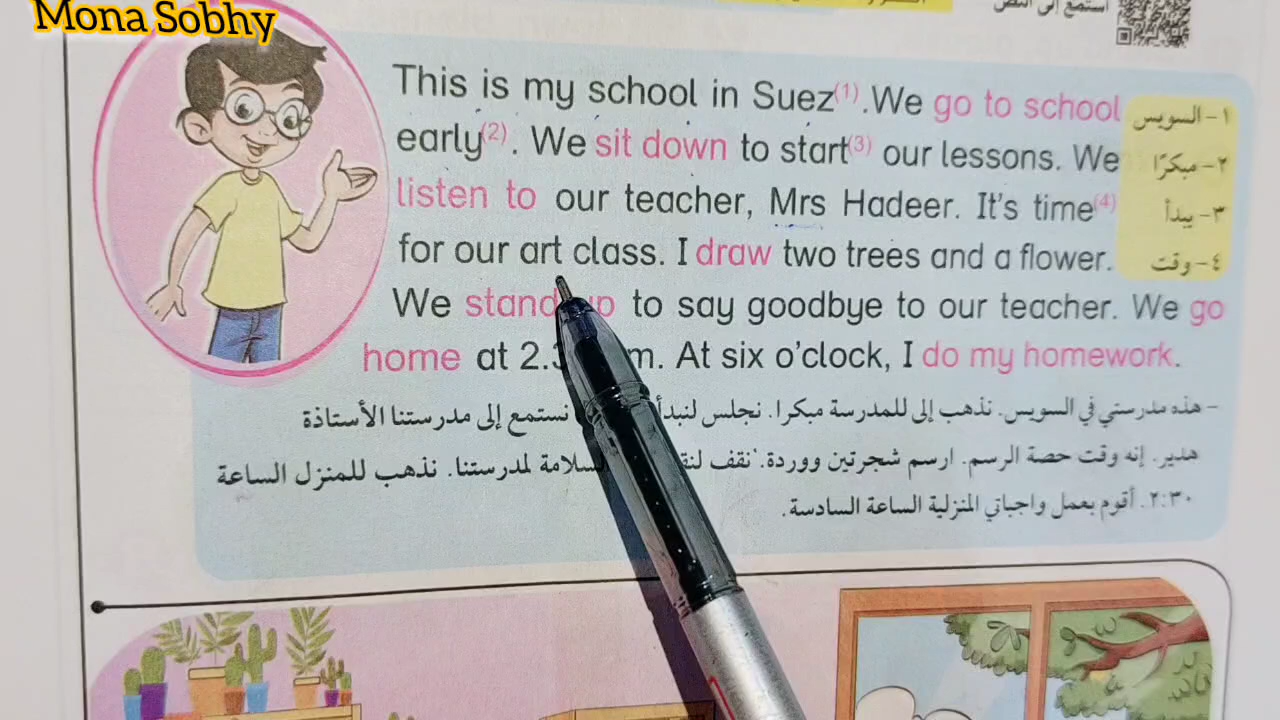 Mona Sobhy
استمع إلى النص
This is my school in Suez(1).We go to school
early(2). We sit down to start(3) our lessons. We
listen to our teacher, Mrs Hadeer. It's time(4)
for our art class. I draw two trees and a flower.
We stand up to say goodbye to our teacher. We go
home at 2.3 m. At six o'clock, I do my homework.
١- السويس
٢- مبكرًا
٣- يبدأ
٤- وقت
- هذه مدرستي في السويس. نذهب إلى للمدرسة مبكرا. نجلس لنبدأ نستمع إلى مدرستنا الأستاذة
هدير. إنه وقت حصة الرسم. ارسم شجرتين ووردة. نقف السلامة لمدرستنا. نذهب للمنزل الساعة
٢:٣٠. أقوم بعمل واجباتي المنزلية الساعة السادسة.